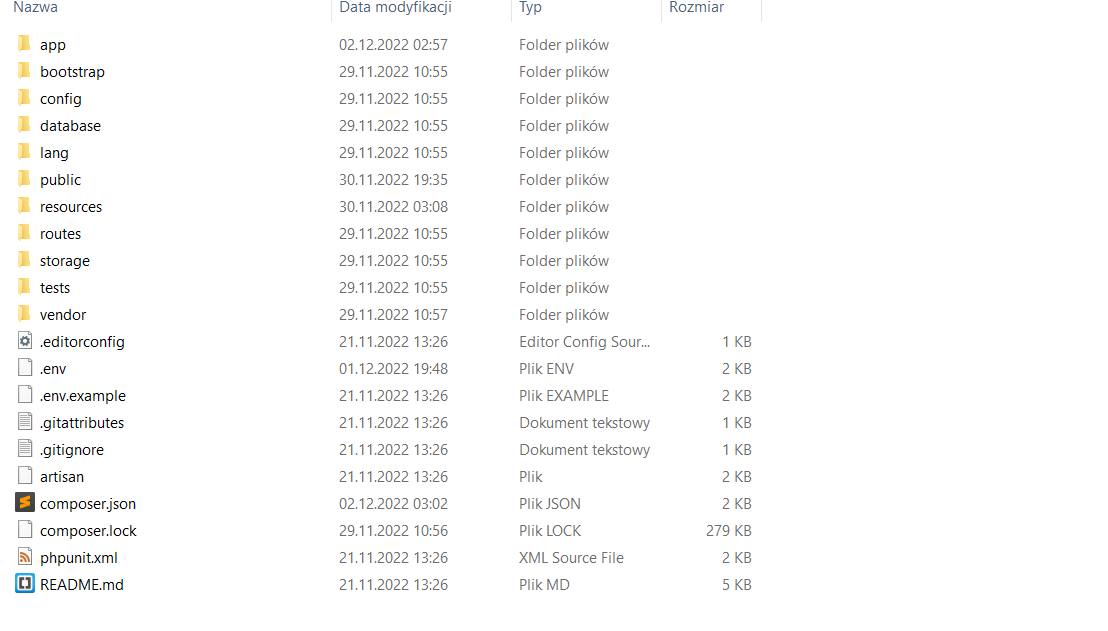 Nazwa Data modyfikacji Typ Rozmiar
app 02.12.2022 02:57 Folder plików
bootstrap 29.11.2022 10:55 Folder plików
config 29.11.2022 10:55 Folder plików
database 29.11.2022 10:55 Folder plików
lang 29.11.2022 10:55 Folder plików
public 30.11.2022 19:35 Folder plików
resources 30.11.2022 03:08 Folder plików
routes 29.11.2022 10:55 Folder plików
storage 29.11.2022 10:55 Folder plików
tests 29.11.2022 10:55 Folder plików
vendor 29.11.2022 10:57 Folder plików
.editorconfig 21.11.2022 13:26 Editor Config Sour... 1 KB
.env 01.12.2022 19:48 Plik ENV 2 KB
.env.example 21.11.2022 13:26 Plik EXAMPLE 2 KB
.gitattributes 21.11.2022 13:26 Dokument tekstowy 1 KB
.gitignore 21.11.2022 13:26 Dokument tekstowy 1 KB
artisan 21.11.2022 13:26 Plik 2 KB
composer.json 02.12.2022 03:02 Plik JSON 2 KB
composer.lock 29.11.2022 10:56 Plik LOCK 279 KB
phpunit.xml 21.11.2022 13:26 XML Source File 2 KB
README.md 21.11.2022 13:26 Plik MD 5 KB